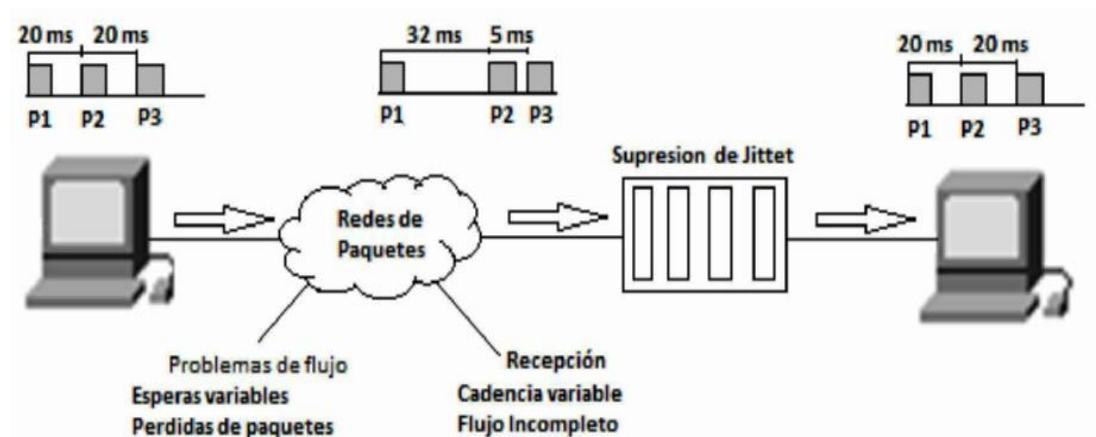 20 ms 20 ms
P1 P2 P3
32 ms 5 ms
P1 P2 P3
20 ms 20 ms
P1 P2 P3
Supresion de Jittet
Redes de
Paquetes
Problemas de flujo
Esperas variables
Perdidas de paquetes
Recepción
Cadencia variable
Flujo Incompleto